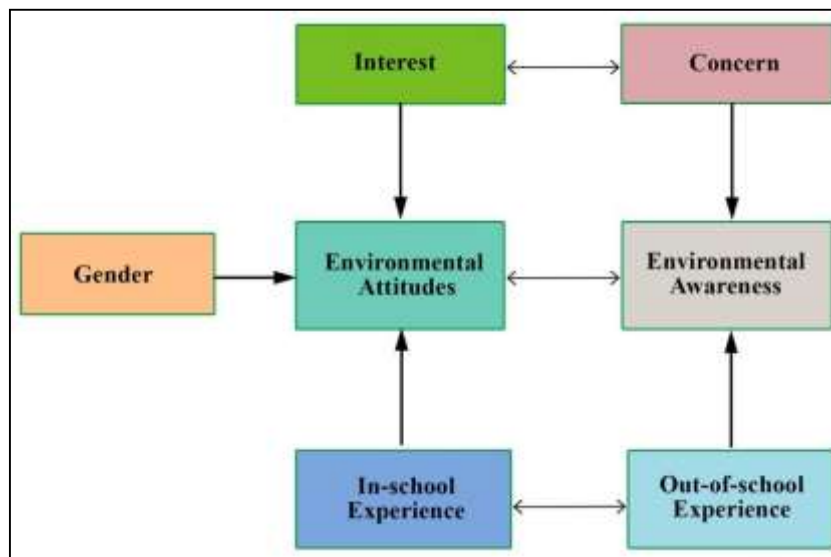 Interest
Concern
Gender
Environmental
Attitudes
Environmental
Awareness
In-school
Experience
Out-of-school
Experience